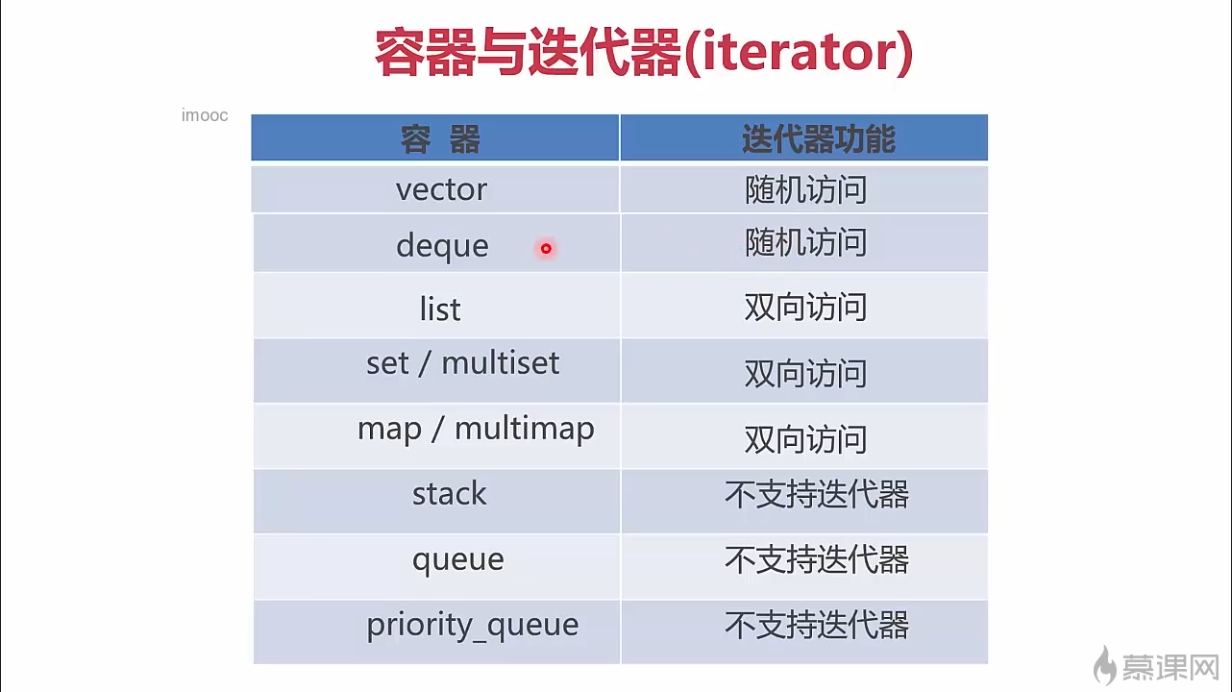 容器与迭代器(iterator)
imooc
容 器 迭代器功能
vector 随机访问
deque 随机访问
list 双向访问
set / multiset 双向访问
map / multimap 双向访问
stack 不支持迭代器
queue 不支持迭代器
priority_queue 不支持迭代器
慕课网